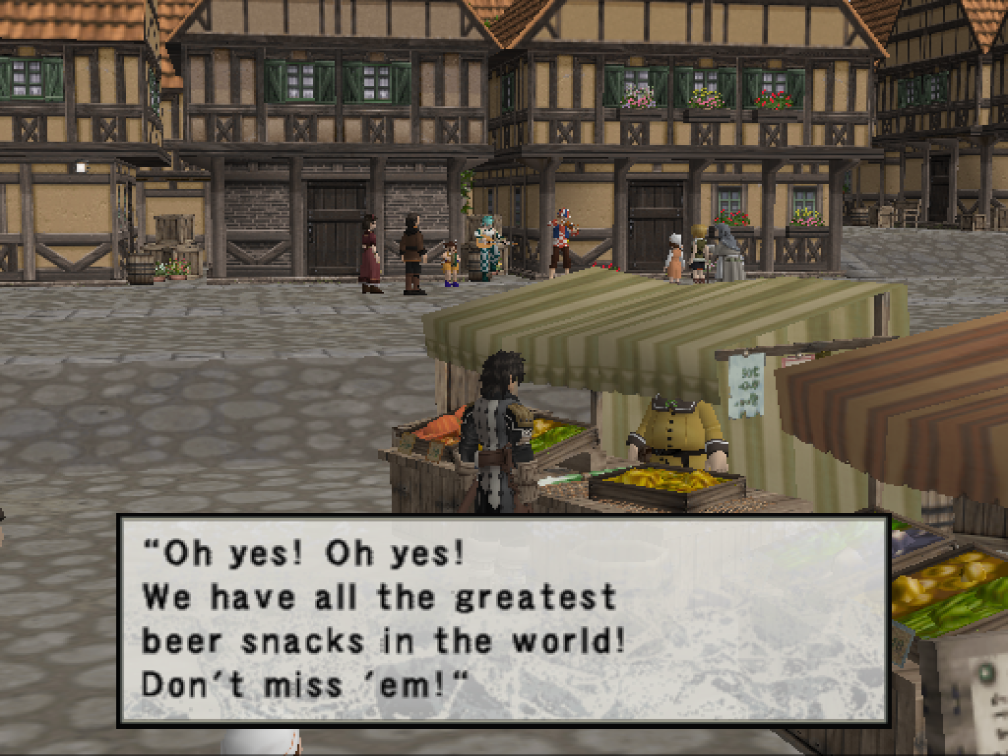 “Oh yes! Oh yes!
We have all the greatest
beer snacks in the world!
Don't miss 'em!“